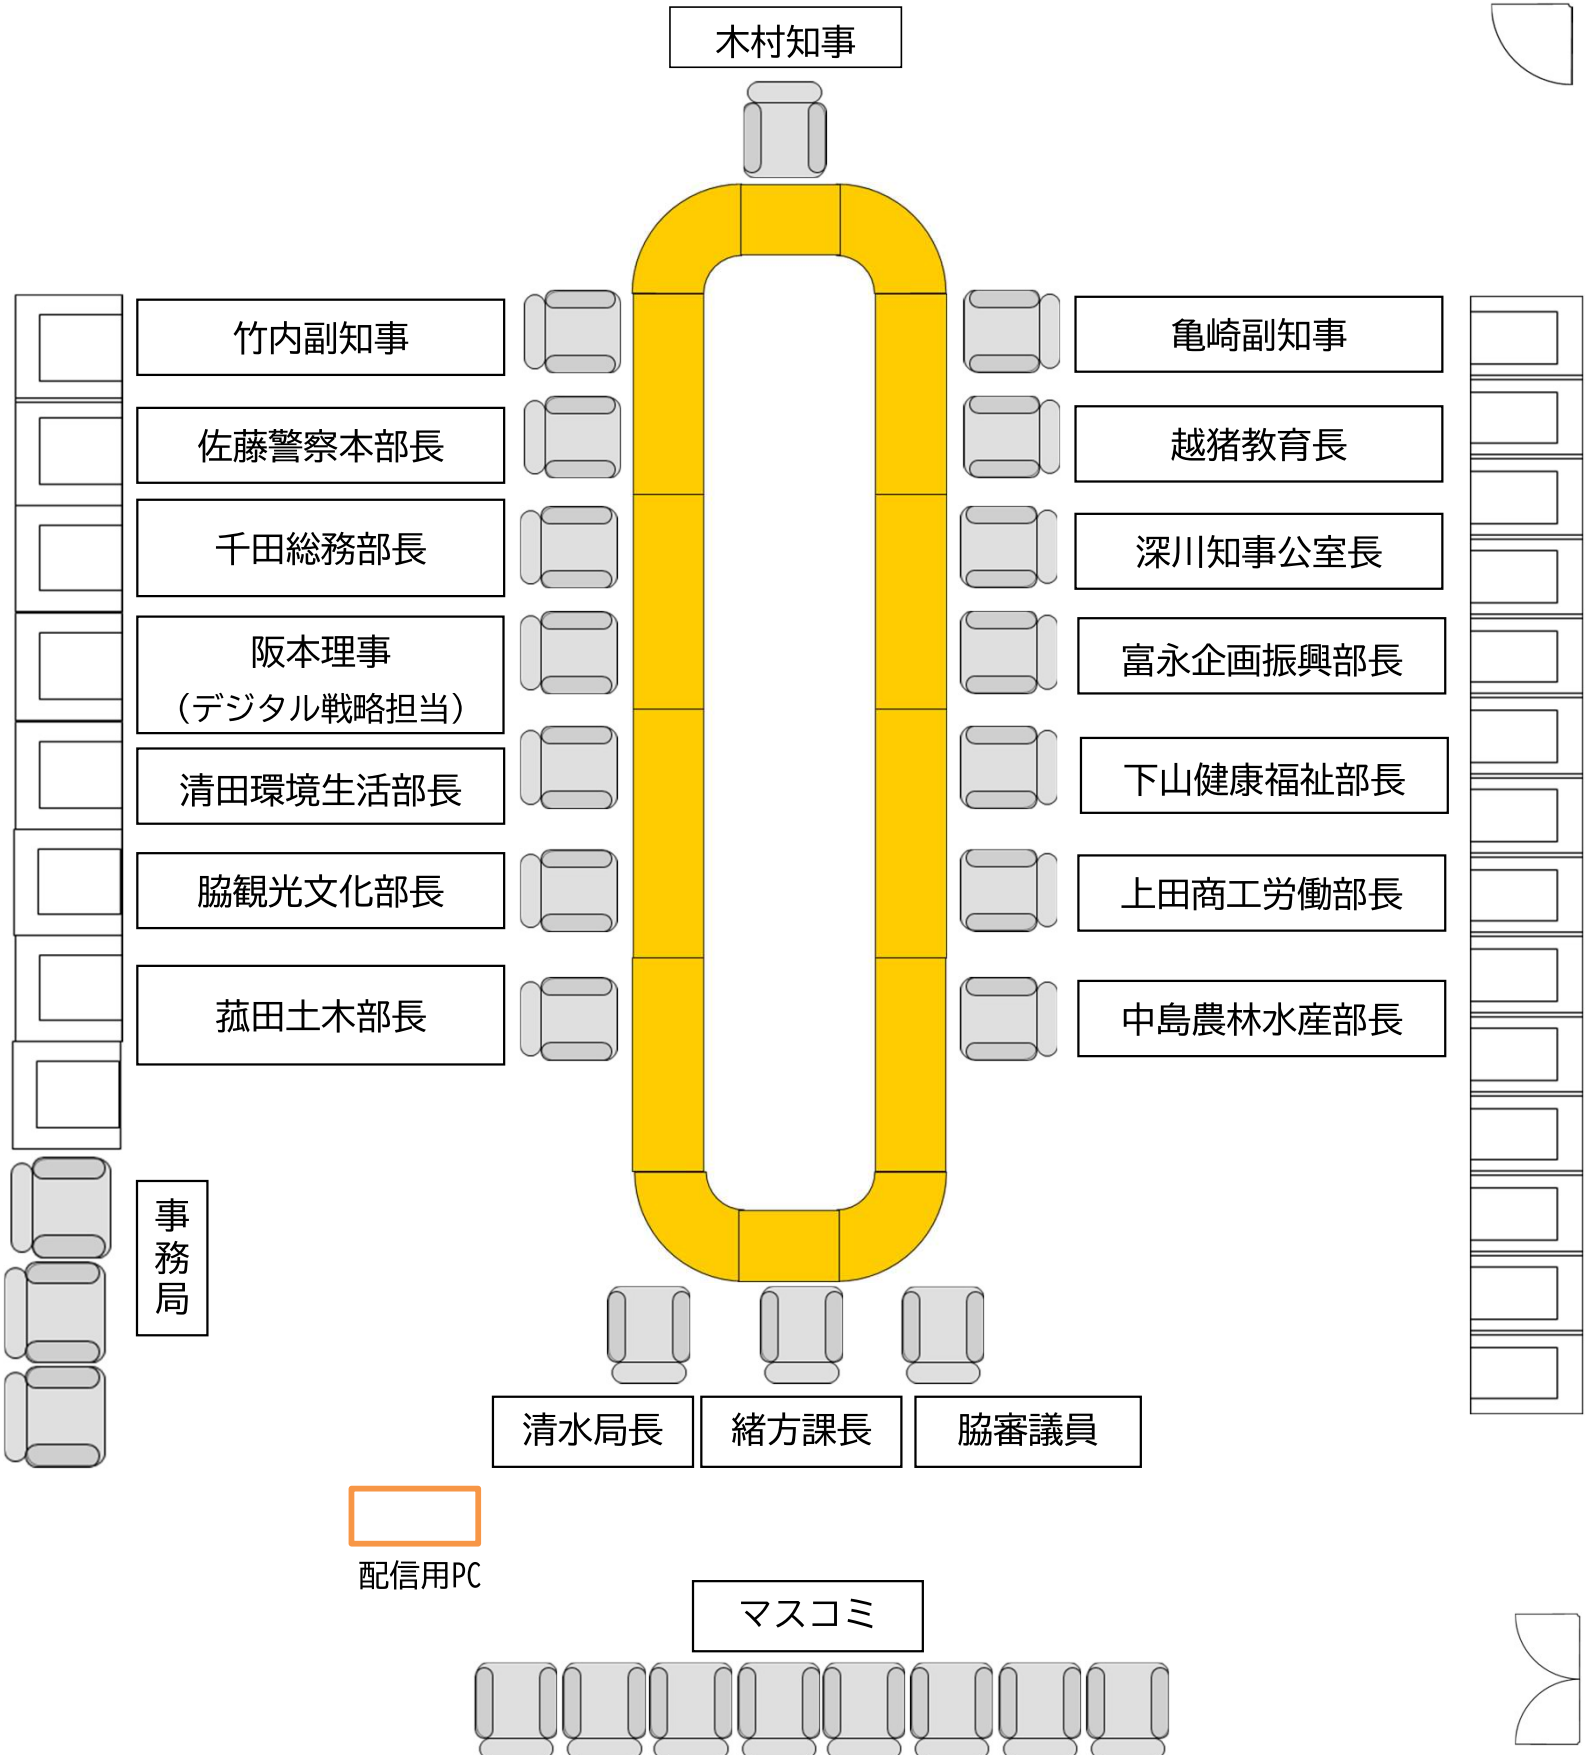 木村知事
竹内副知事
亀崎副知事
佐藤警察本部長
越猪教育長
千田総務部長
深川知事公室長
阪本理事
（デジタル戦略担当）
富永企画振興部長
清田環境生活部長
下山健康福祉部長
脇観光文化部長
上田商工労働部長
菰田土木部長
中島農林水産部長
事務局
清水局長
緒方課長
脇審議員
配信用PC
マスコミ